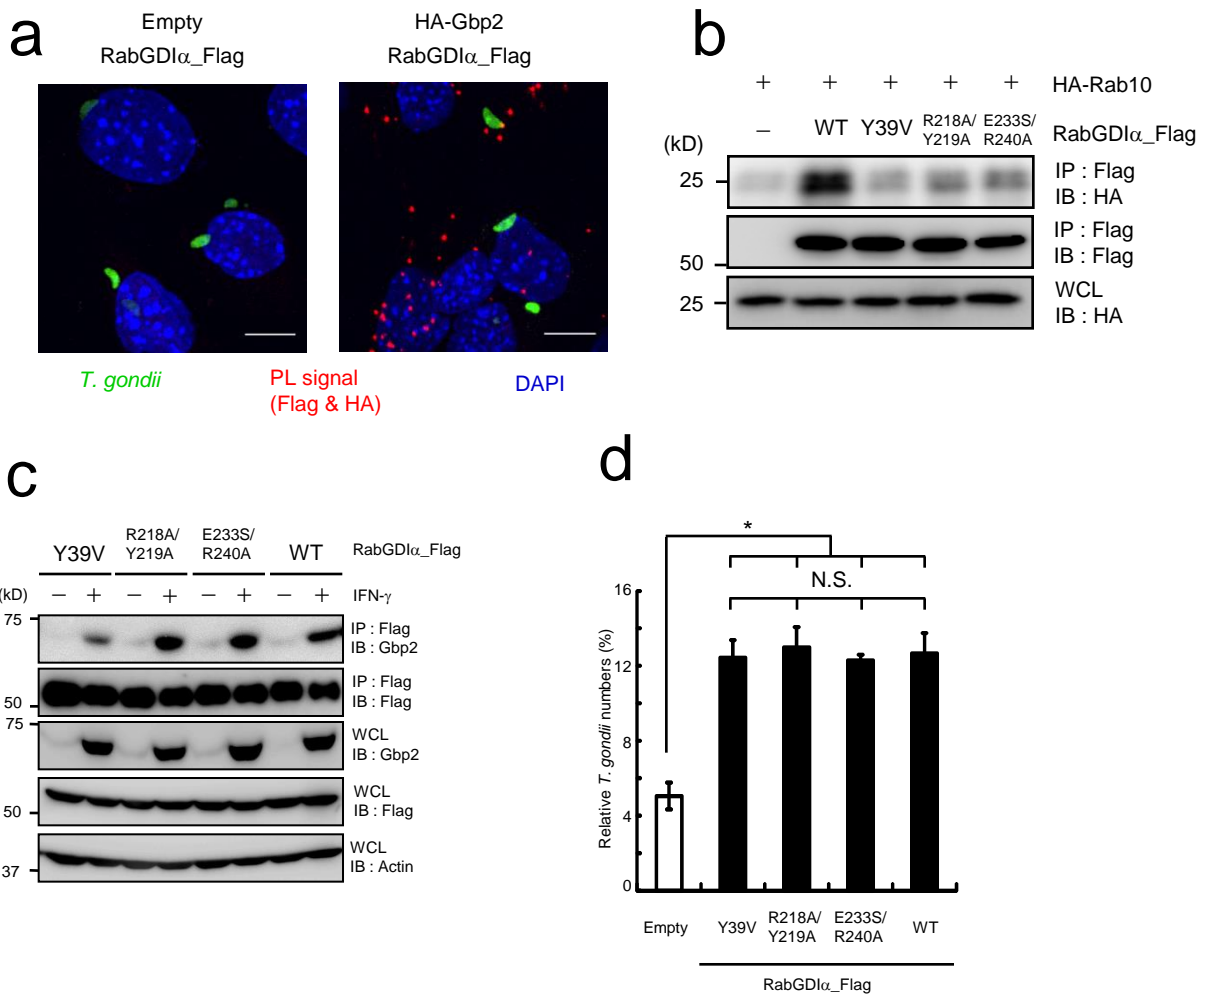 a
Empty
RabGDIα_Flag
HA-Gbp2
RabGDIα_Flag
T. gondii
PL signal
(Flag & HA)
DAPI
b
+ + + + + HA-Rab10
− WT Y39V R218A/ Y219A E233S/ R240A RabGDIα_Flag
(kD)
25
IP : Flag
IB : HA
IP : Flag
IB : Flag
50
25
WCL
IB : HA
c
Y39V R218A/ Y219A E233S/ R240A WT RabGDIα_Flag
(kD) − + − + − + − + IFN-γ
75
IP : Flag
IB : Gbp2
50
IP : Flag
IB : Flag
75
WCL
IB : Gbp2
50
WCL
IB : Flag
37
WCL
IB : Actin
d
*
N.S.
Relative T. gondii numbers (%)
16
12
8
4
0
Empty Y39V R218A/ Y219A E233S/ R240A WT
RabGDIα_Flag